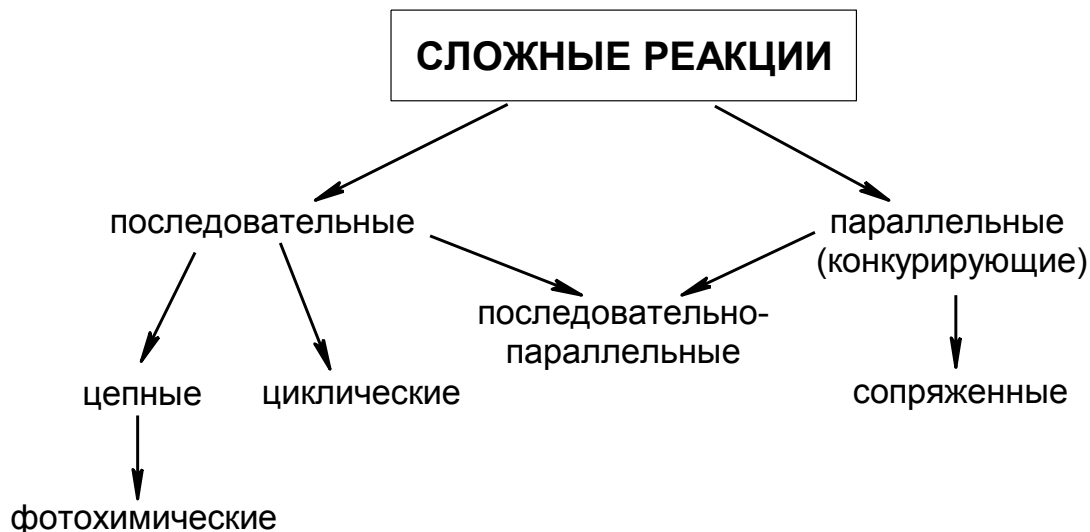 СЛОЖНЫЕ РЕАКЦИИ
последовательные
параллельные
(конкурирующие)
последовательно-
параллельные
цепные
циклические
сопряженные
фотохимические